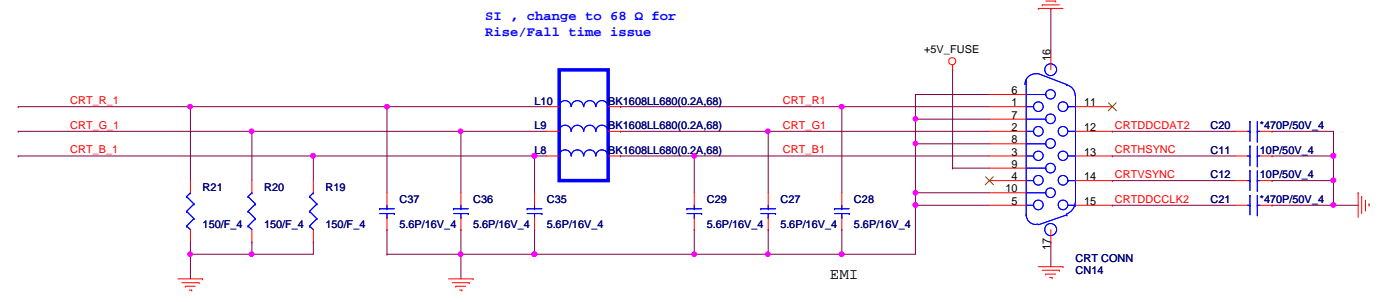 SI , change to 68 Ω for
Rise/Fall time issue
+5V_FUSE
16
CRT_R_1
L10
BK1608LL680(0.2A,68)
CRT_R1
6
1
11
CRT_G_1
L9
BK1608LL680(0.2A,68)
CRT_G1
7
2
12
CRTDDCDAT2
C20
*470P/50V_4
CRT_B_1
L8
BK1608LL680(0.2A,68)
CRT_B1
8
3
13
CRTHSYNC
C11
10P/50V_4
9
4
14
CRTVSYNC
C12
10P/50V_4
10
5
15
CRTDDCCLK2
C21
*470P/50V_4
R21
R20
R19
C37
C36
C35
C29
C27
C28
150/F_4
150/F_4
150/F_4
5.6P/16V_4
5.6P/16V_4
5.6P/16V_4
5.6P/16V_4
5.6P/16V_4
5.6P/16V_4
17
CRT CONN
CN14
EMI